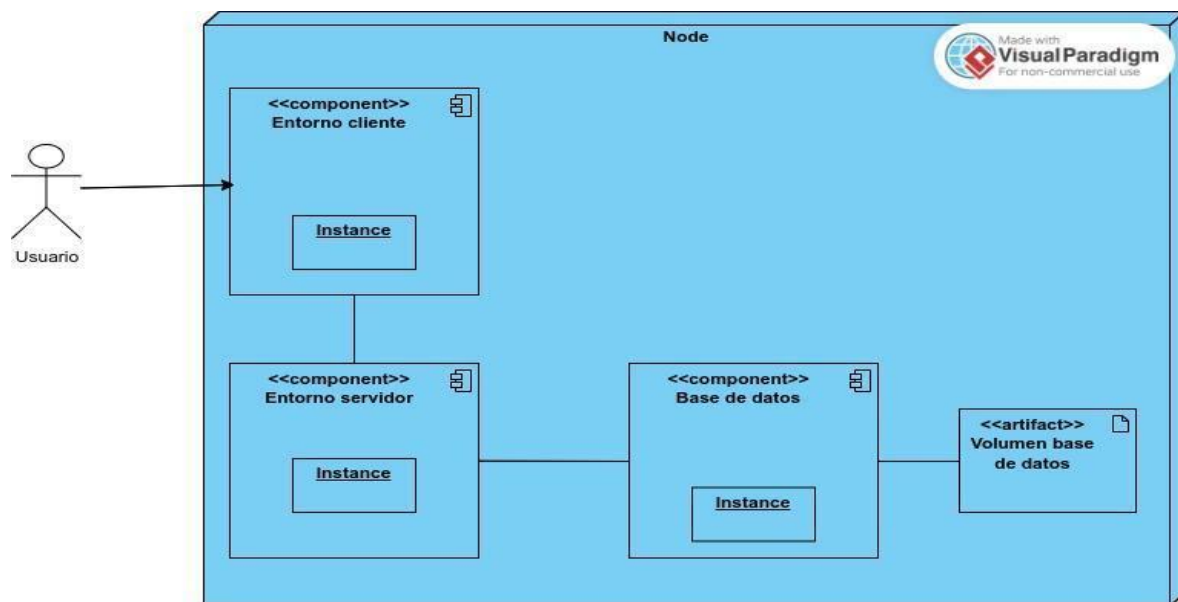 Node
Made with
Visual Paradigm
For non-commercial use
<<component>>
Entorno cliente
Instance
Usuario
<<component>>
Entorno servidor
Instance
<<component>>
Base de datos
Instance
<<artifact>>
Volumen base
de datos